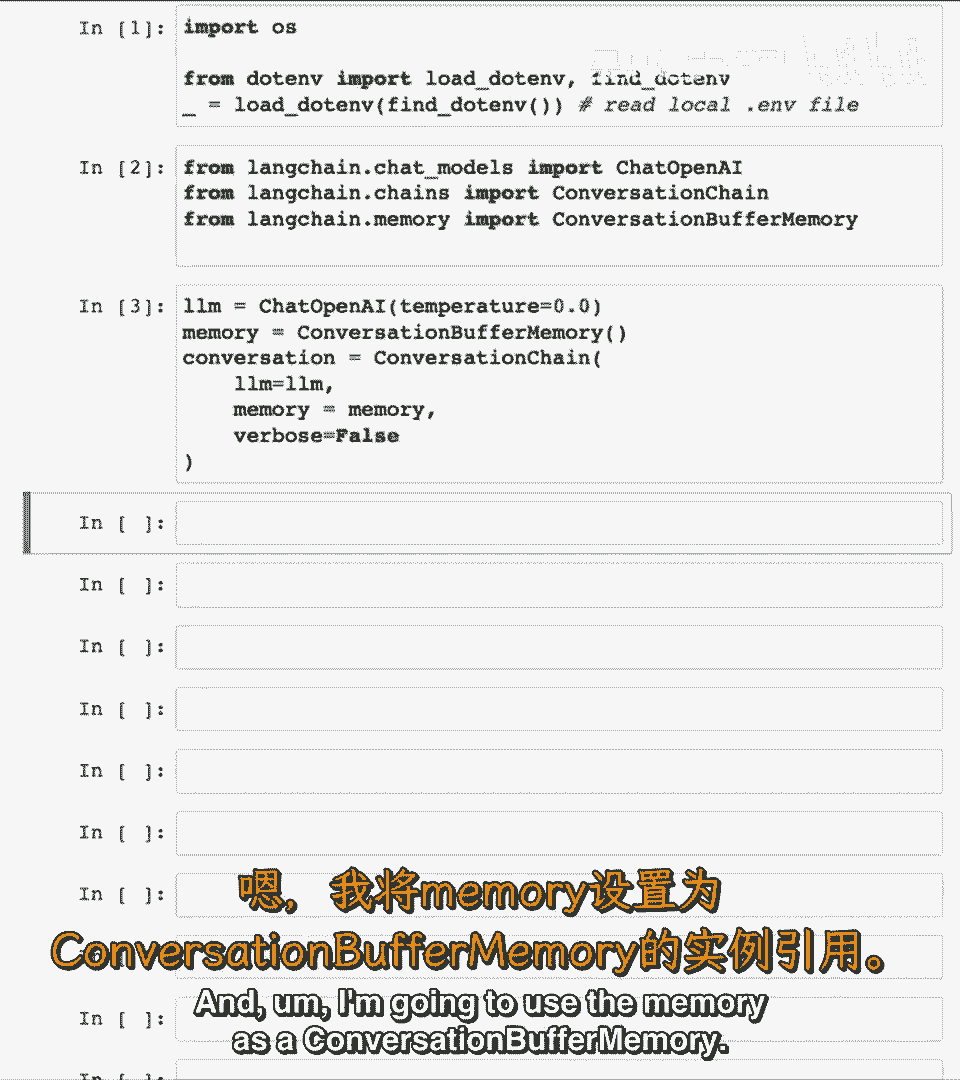 In [1]: import os
from dotenv import load_dotenv, find_dotenv
_ = load_dotenv(find_dotenv()) # read local .env file
In [2]: from langchain.chat_models import ChatOpenAI
from langchain.chains import ConversationChain
from langchain.memory import ConversationBufferMemory
In [3]: llm = ChatOpenAI(temperature=0.0)
memory = ConversationBufferMemory()
conversation = ConversationChain(
    llm=llm,
    memory = memory,
    verbose=False
)
In [ ]:
In [ ]:
In [ ]:
In [ ]:
In [ ]:
In [ ]:
In [ ]:
嗯，我将memory设置为
ConversationBufferMemory的实例引用。
And, um, I'm going to use the memory
In [ ]:
as a ConversationBufferMemory.
In [ ]: